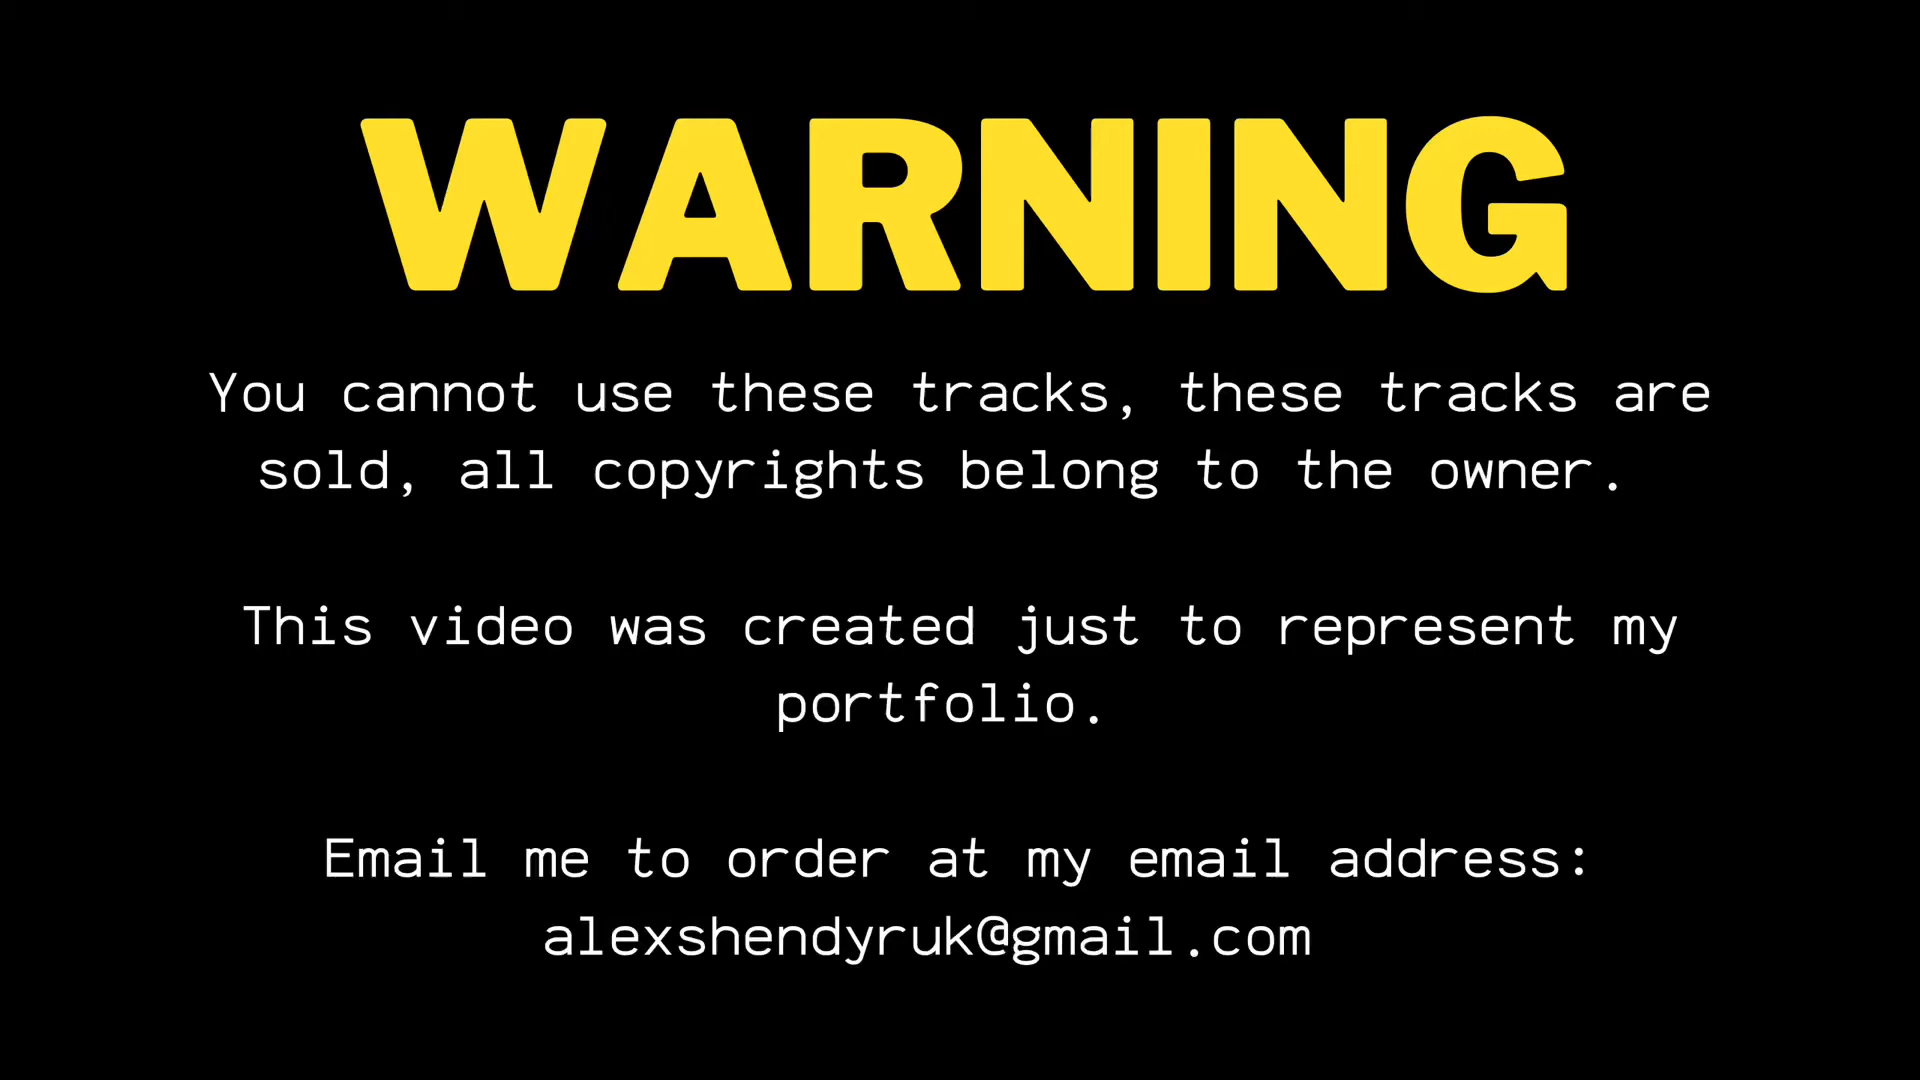 WARNING
You cannot use these tracks, these tracks are
sold, all copyrights belong to the owner.
This video was created just to represent my
portfolio.
Email me to order at my email address:
alexshendyruk@gmail.com